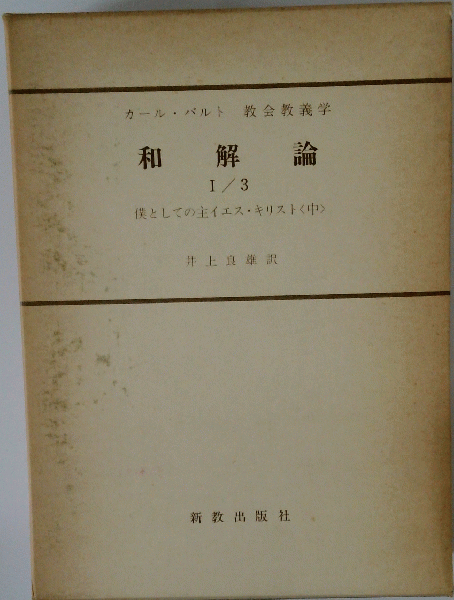 カール・バルト 教会教義学
和解論
I/3
僕としての主イエス・キリスト〈中〉
井上良雄訳
新教出版社